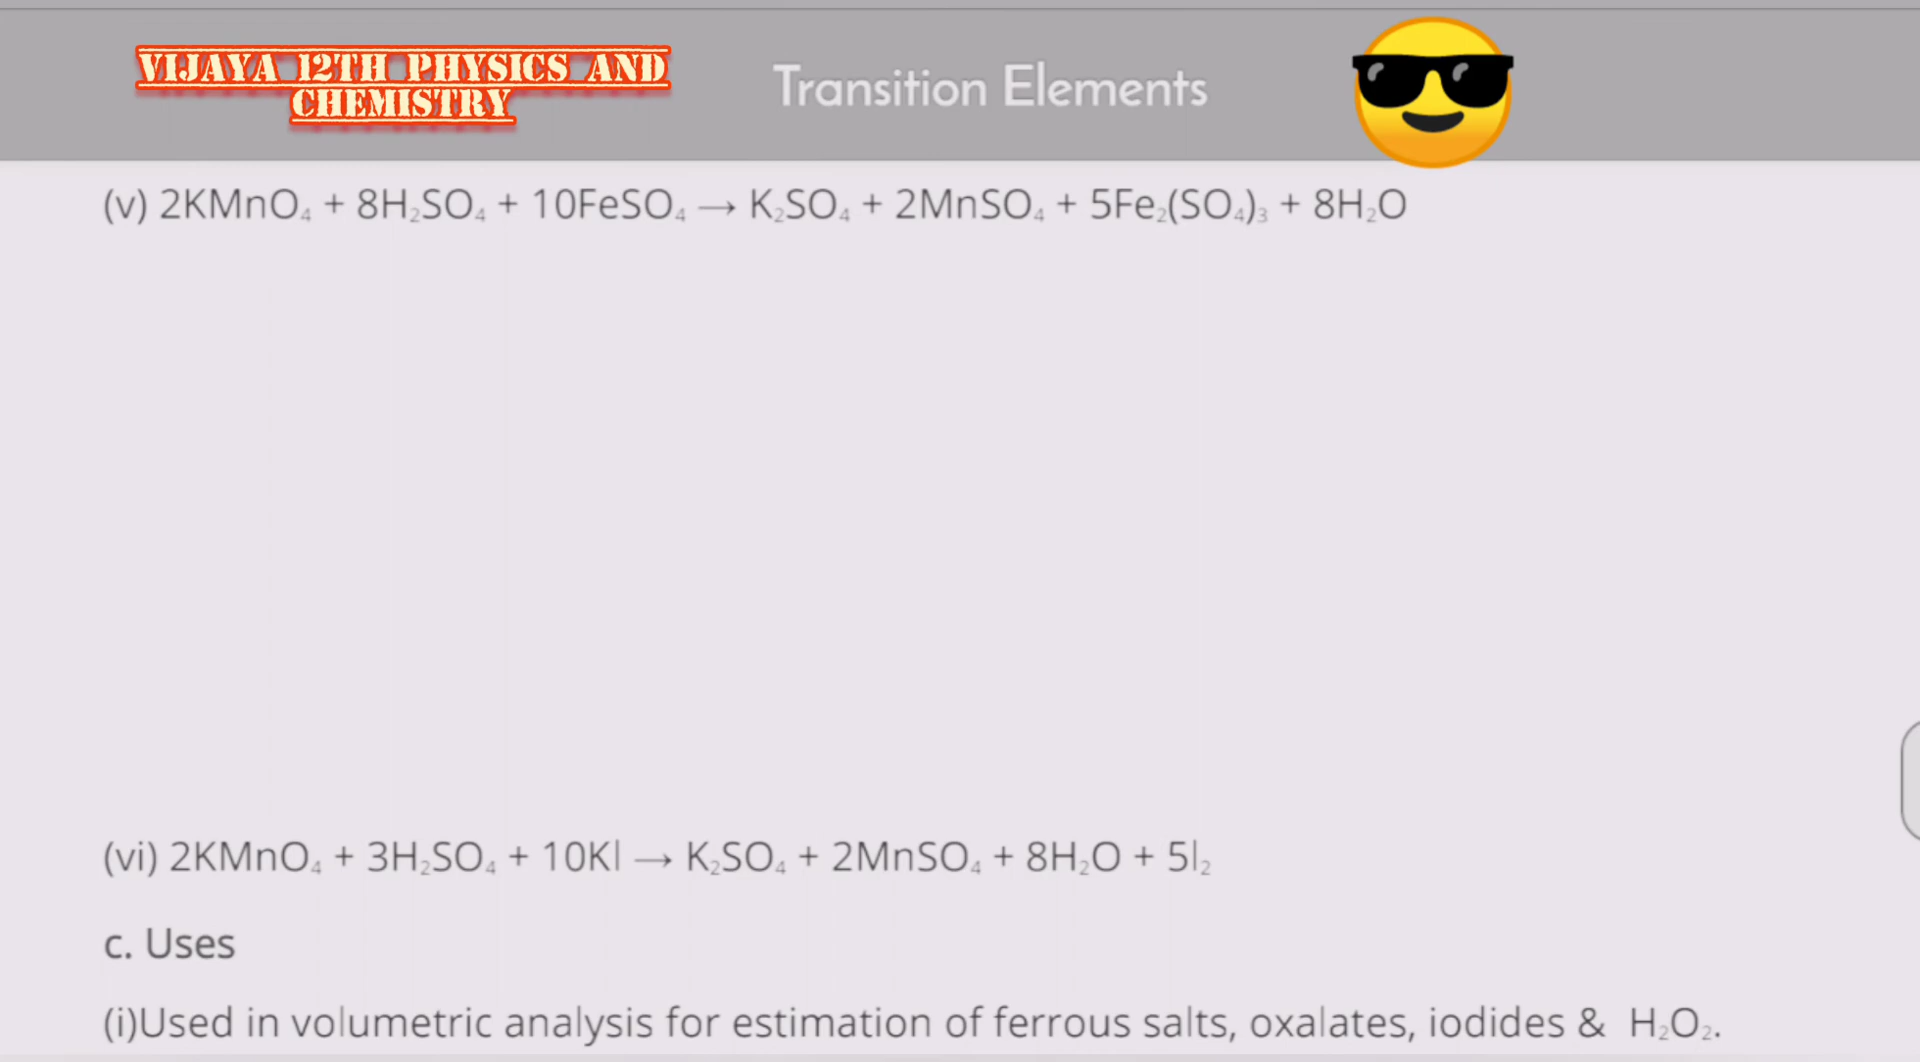 VIJAYA 12TH PHYSICS AND
CHEMISTRY
Transition Elements
(v) 2KMnO₄ + 8H₂SO₄ + 10FeSO₄ → K₂SO₄ + 2MnSO₄ + 5Fe₂(SO₄)₃ + 8H₂O
(vi) 2KMnO₄ + 3H₂SO₄ + 10KI → K₂SO₄ + 2MnSO₄ + 8H₂O + 5I₂
c. Uses
(i)Used in volumetric analysis for estimation of ferrous salts, oxalates, iodides & H₂O₂.